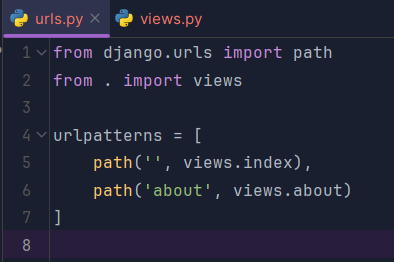 urls.py views.py
1 from django.urls import path
2 from . import views
3
4 urlpatterns = [
5     path('', views.index),
6     path('about', views.about)
7 ]
8